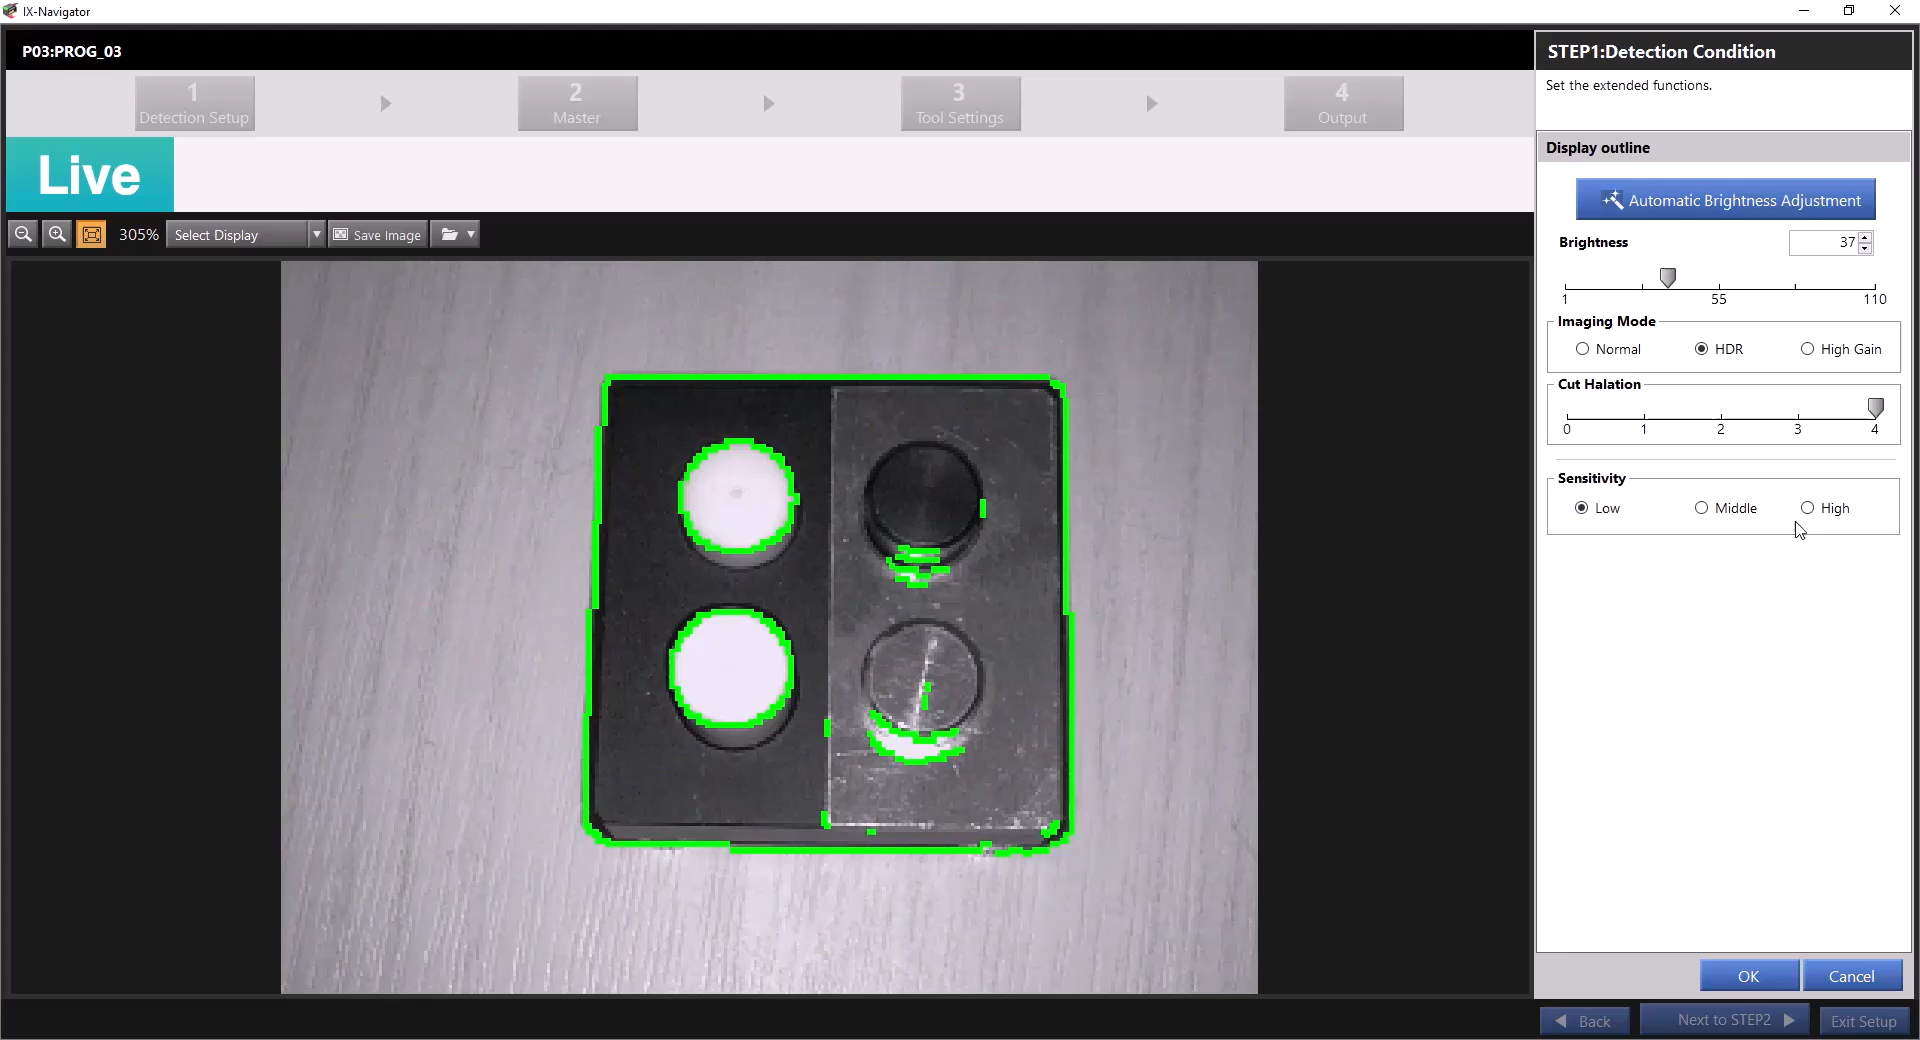 IX-Navigator
P03:PROG_03
1
Detection Setup
2
Master
3
Tool Settings
4
Output
Live
305%
Select Display
Save Image
STEP1:Detection Condition
Set the extended functions.
Display outline
Automatic Brightness Adjustment
Brightness
37
1 55 110
Imaging Mode
Normal HDR High Gain
Cut Halation
0 1 2 3 4
Sensitivity
Low Middle High
OK Cancel
Back Next to STEP2 Exit Setup